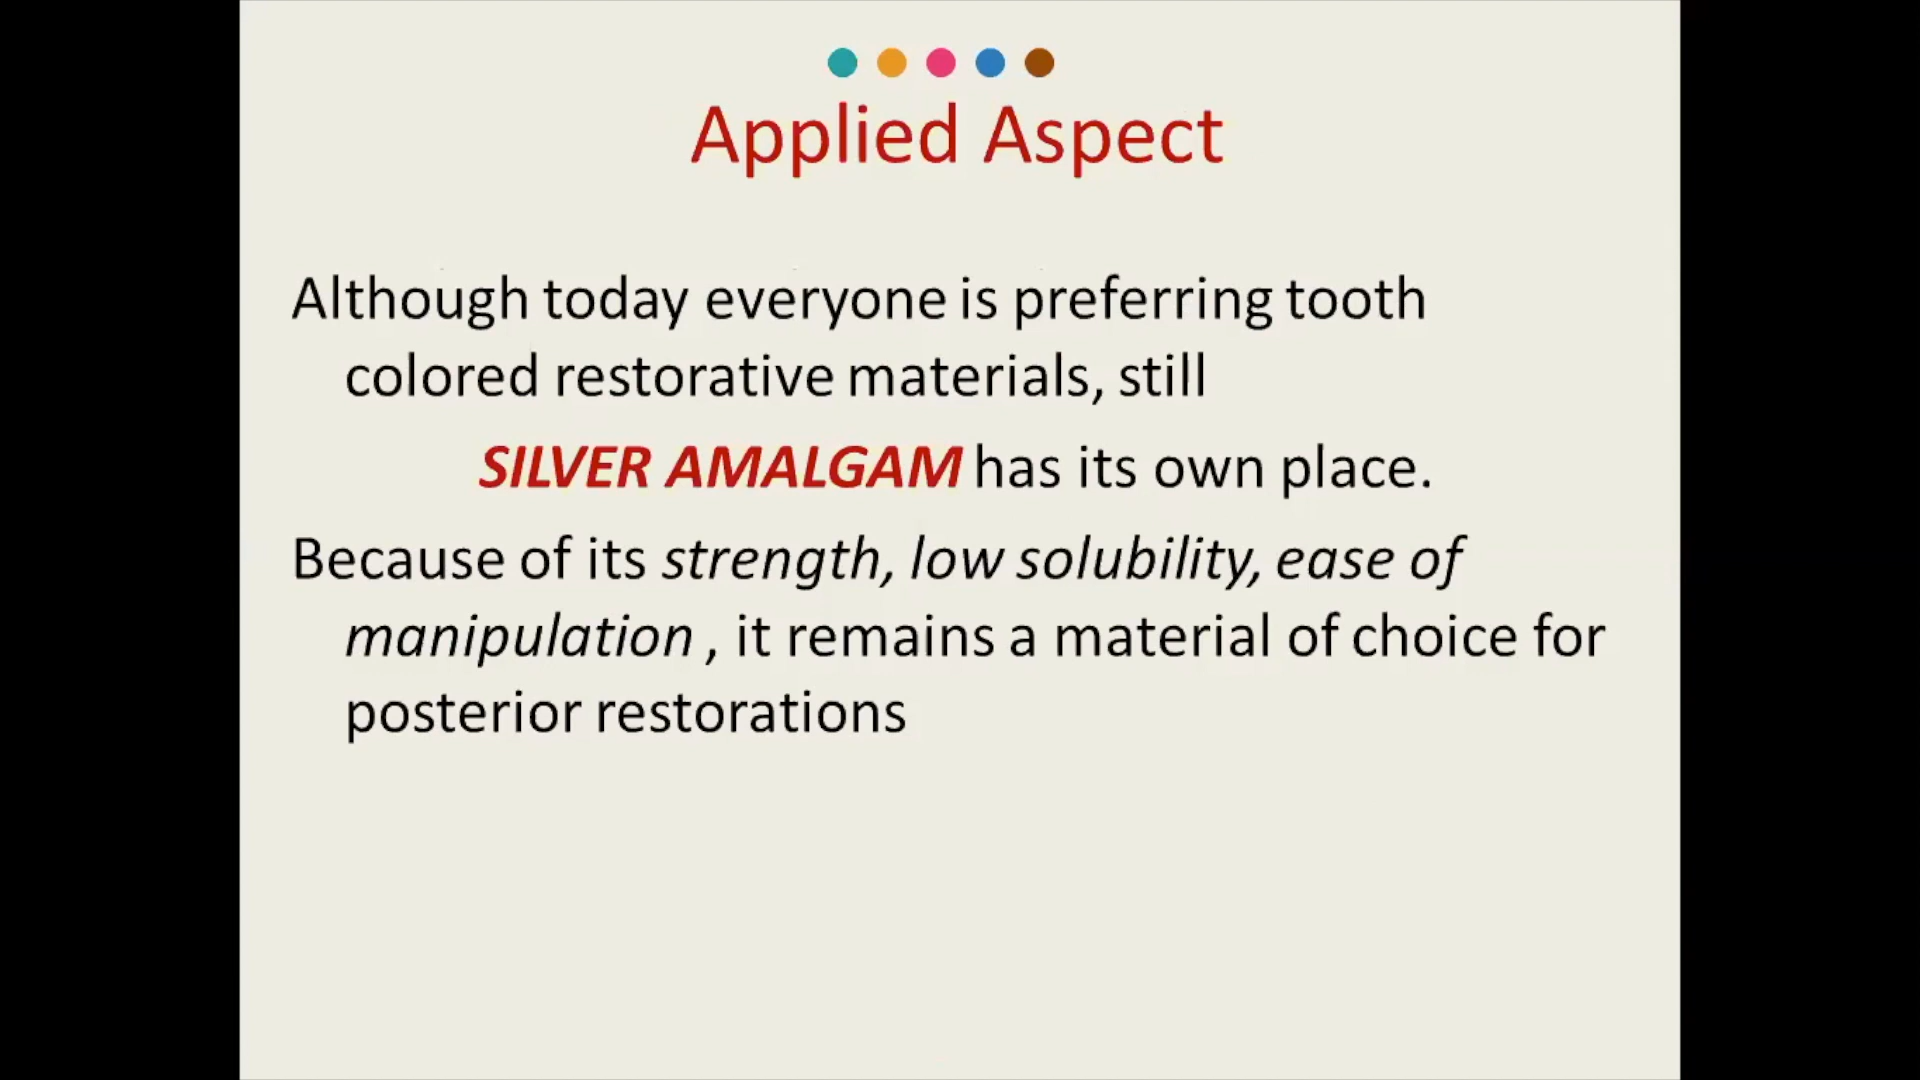 Applied Aspect
Although today everyone is preferring tooth
colored restorative materials, still
SILVER AMALGAM has its own place.
Because of its strength, low solubility, ease of
manipulation , it remains a material of choice for
posterior restorations